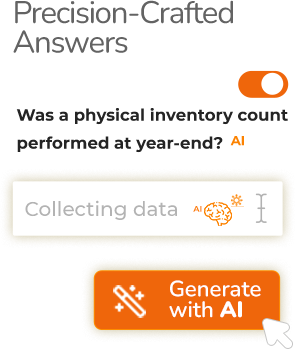 Precision-Crafted
Answers
Was a physical inventory count
performed at year-end? AI
Collecting data AI
Generate
with AI